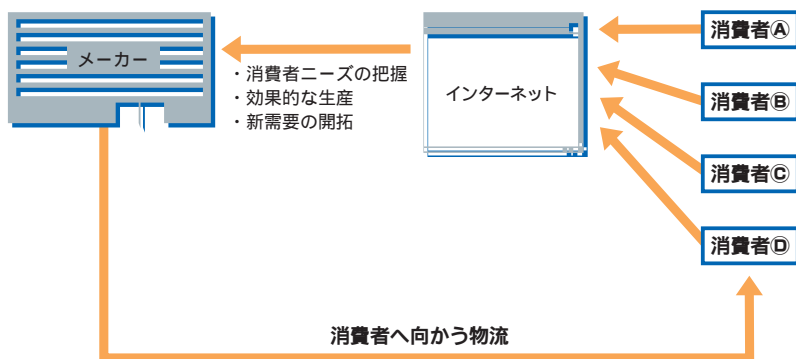 メーカー
・消費者ニーズの把握
・効果的な生産
・新需要の開拓
インターネット
消費者Ⓐ
消費者Ⓑ
消費者Ⓒ
消費者Ⓓ
消費者へ向かう物流